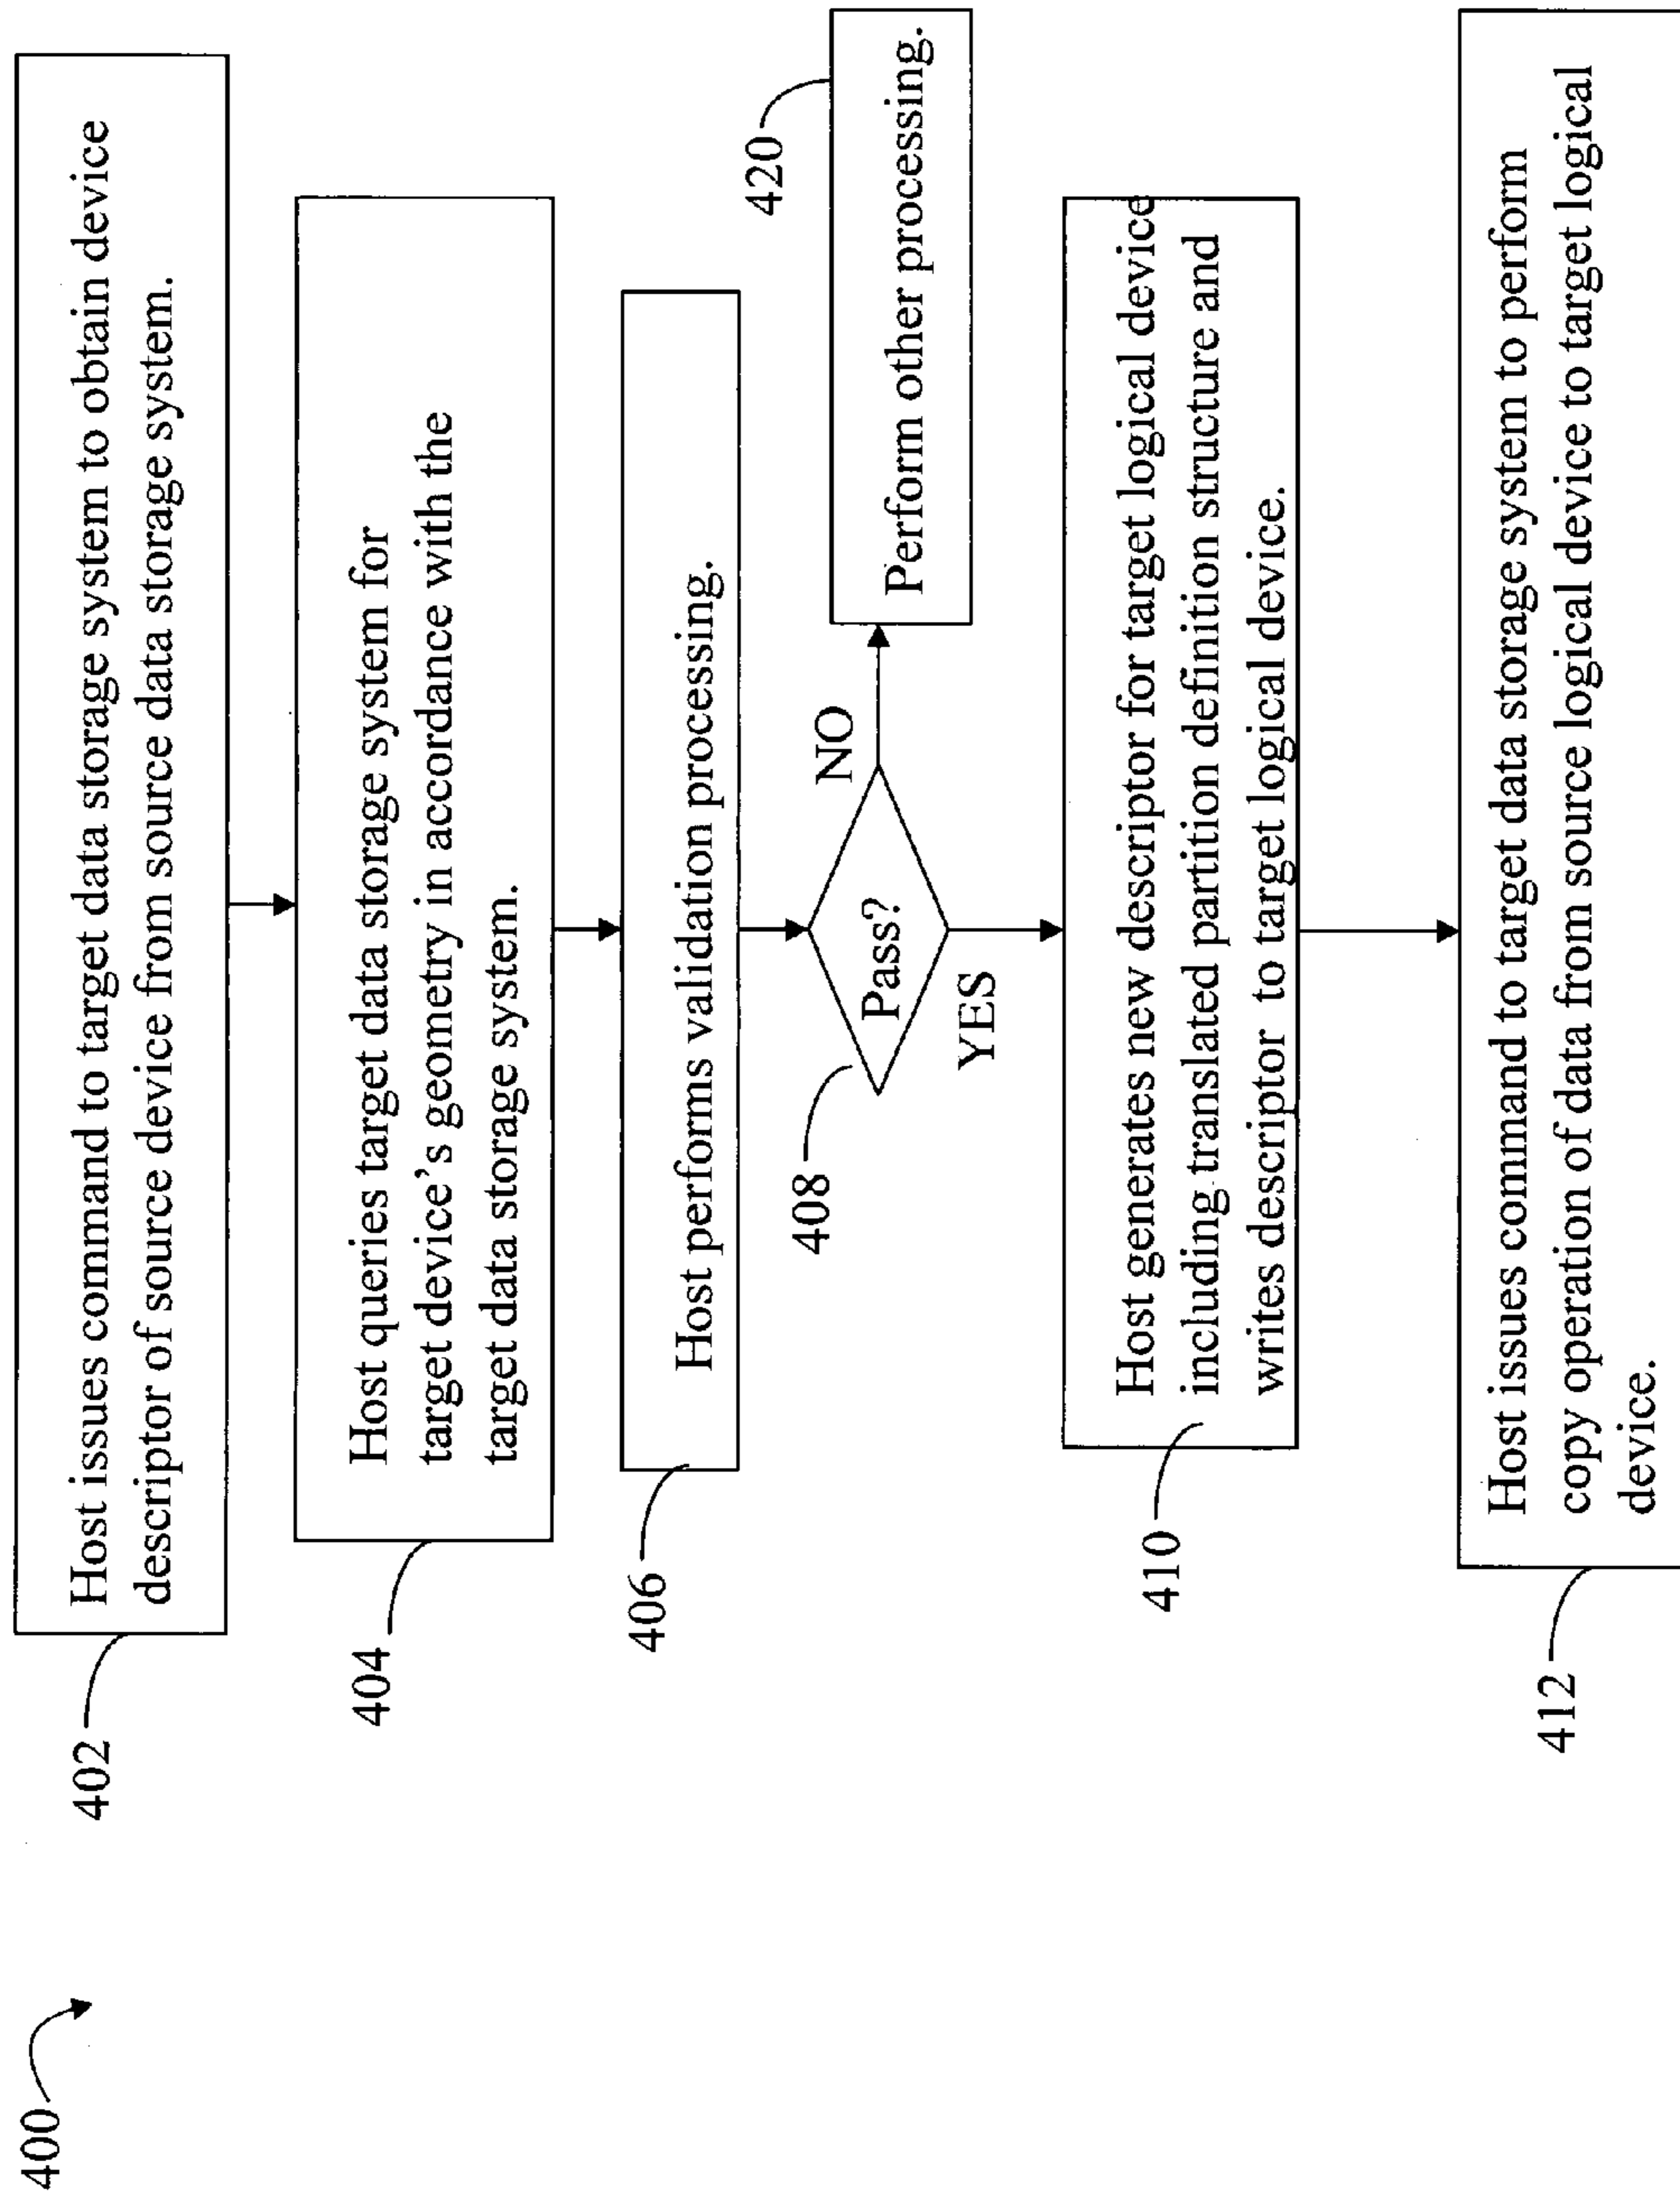 400
402
Host issues command to target data storage system to obtain device
descriptor of source device from source data storage system.
404
Host queries target data storage system for
target device's geometry in accordance with the
target data storage system.
406
Host performs validation processing.
408
Pass?
NO
420
Perform other processing.
YES
410
Host generates new descriptor for target logical device
including translated partition definition structure and
writes descriptor to target logical device.
412
Host issues command to target data storage system to perform
copy operation of data from source logical device to target logical
device.